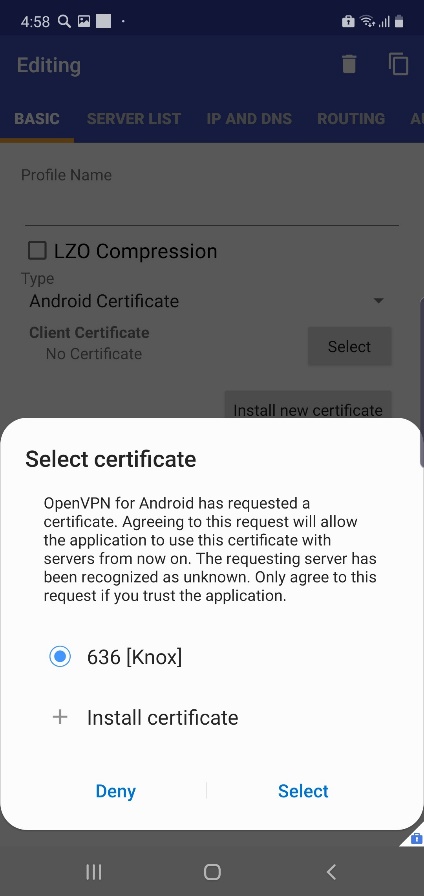 4:58
Editing
BASIC SERVER LIST IP AND DNS ROUTING
Profile Name
LZO Compression
Type
Android Certificate
Client Certificate
No Certificate
Select
Install new certificate
Select certificate
OpenVPN for Android has requested a
certificate. Agreeing to this request will allow
the application to use this certificate with
servers from now on. The requesting server has
been recognized as unknown. Only agree to this
request if you trust the application.
636 [Knox]
Install certificate
Deny Select